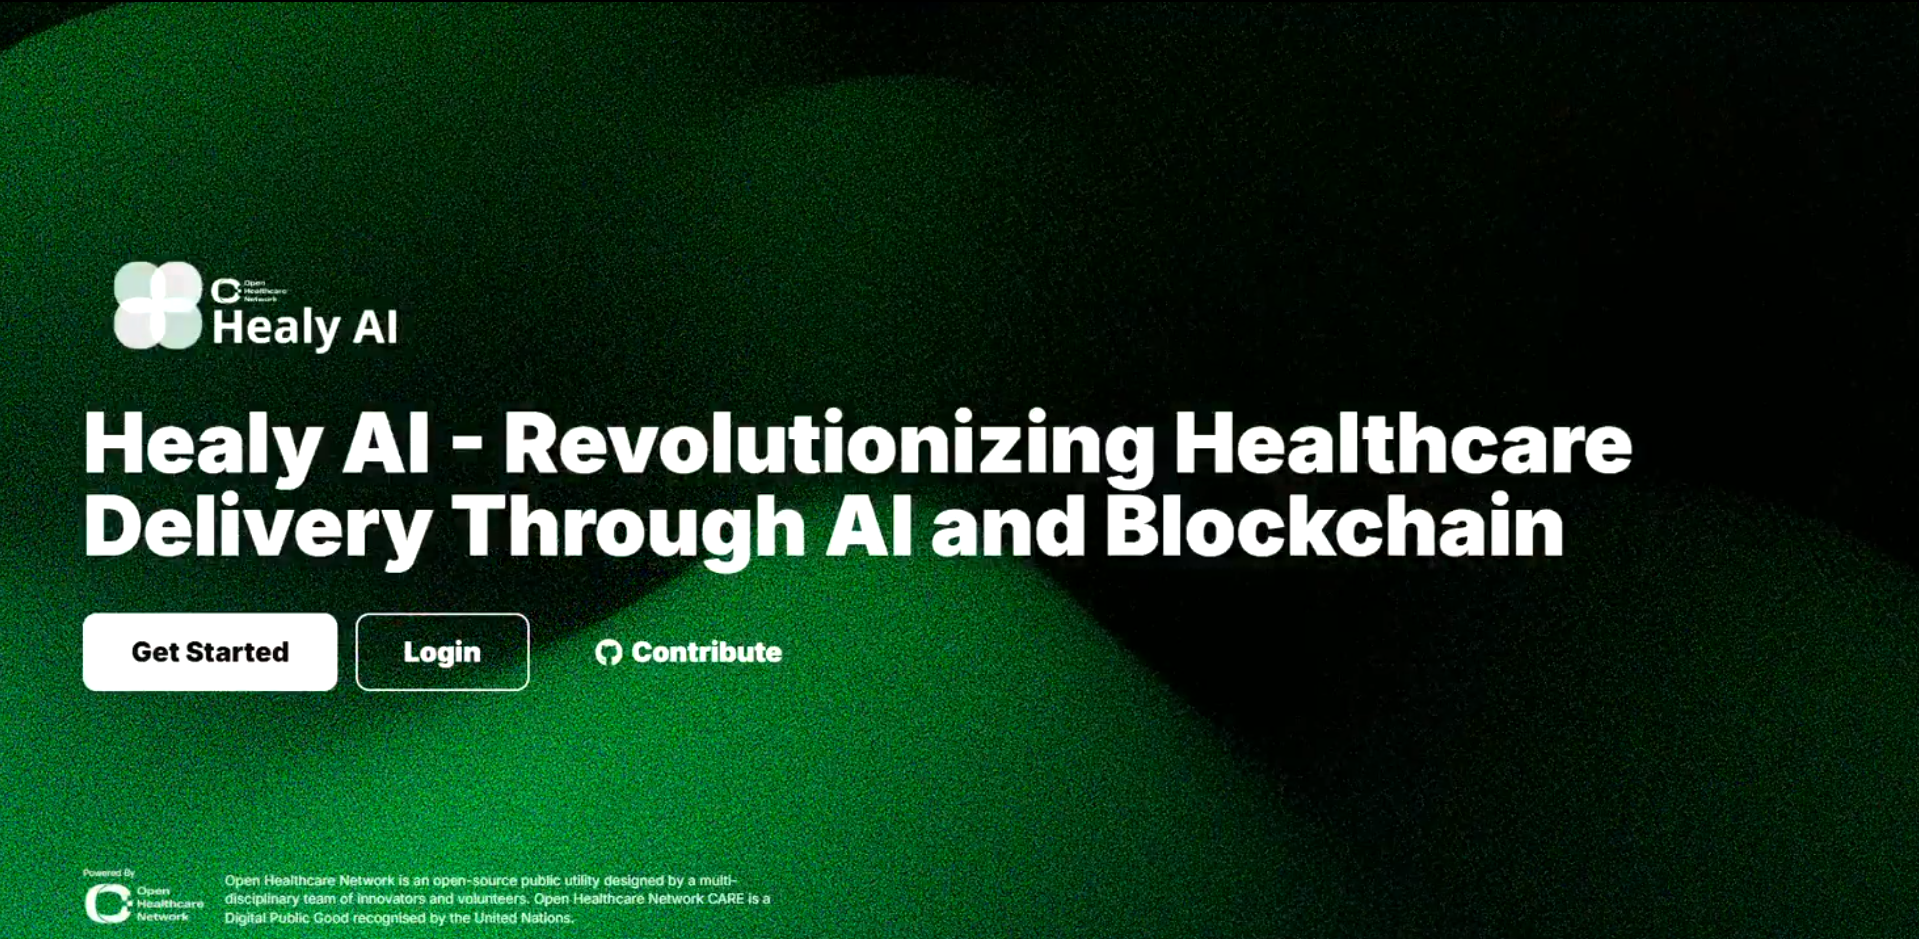 Open
Healthcare
Network
Healy AI
Healy AI - Revolutionizing Healthcare
Delivery Through AI and Blockchain
Get Started
Login
Contribute
Powered By
Open
Healthcare
Network
Open Healthcare Network is an open-source public utility designed by a multi-
disciplinary team of innovators and volunteers. Open Healthcare Network CARE is a
Digital Public Good recognised by the United Nations.